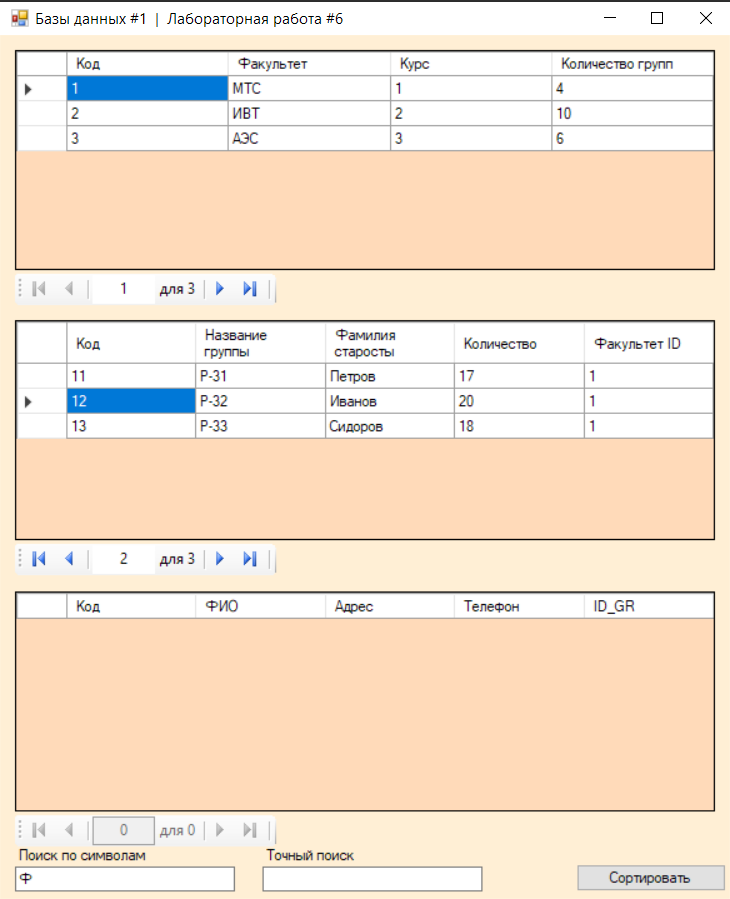 Базы данных #1 | Лабораторная работа #6
Код Факультет Курс Количество групп
1 МТС 1 4
2 ИВТ 2 10
3 АЭС 3 6
1 для 3
Код Название группы Фамилия старосты Количество Факультет ID
11 Р-31 Петров 17 1
12 Р-32 Иванов 20 1
13 Р-33 Сидоров 18 1
2 для 3
Код ФИО Адрес Телефон ID_GR
0 для 0
Поиск по символам Точный поиск
Ф Сортировать